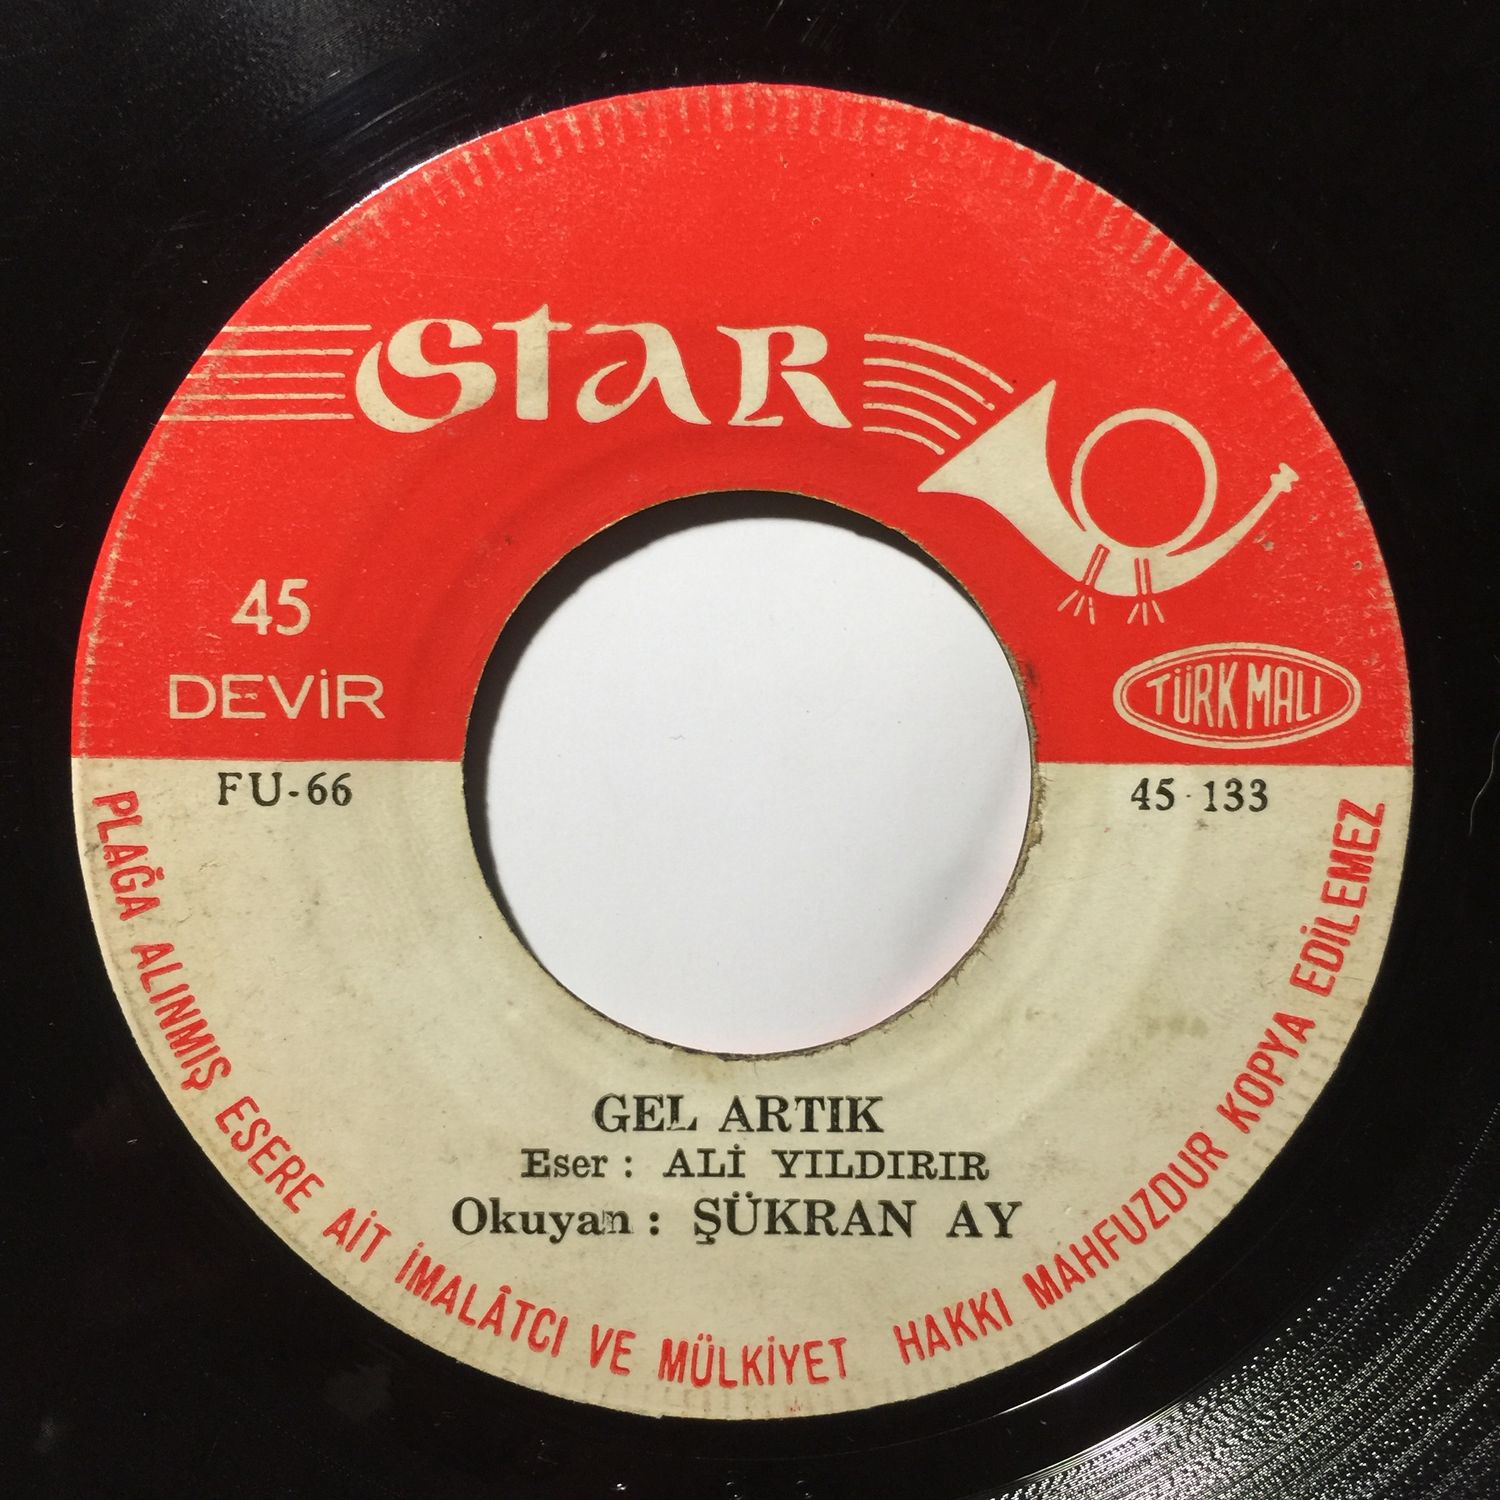 STAR
45
DEVİR
TÜRK MALI
FU-66
45-133
GEL ARTIK
Eser : ALİ YILDIRIR
Okuyan : ŞÜKRAN AY
PLAĞA ALINMIŞ ESERE AİT İMALÂTCI VE MÜLKİYET HAKKI MAHFUZDUR KOPYA EDİLEMEZ